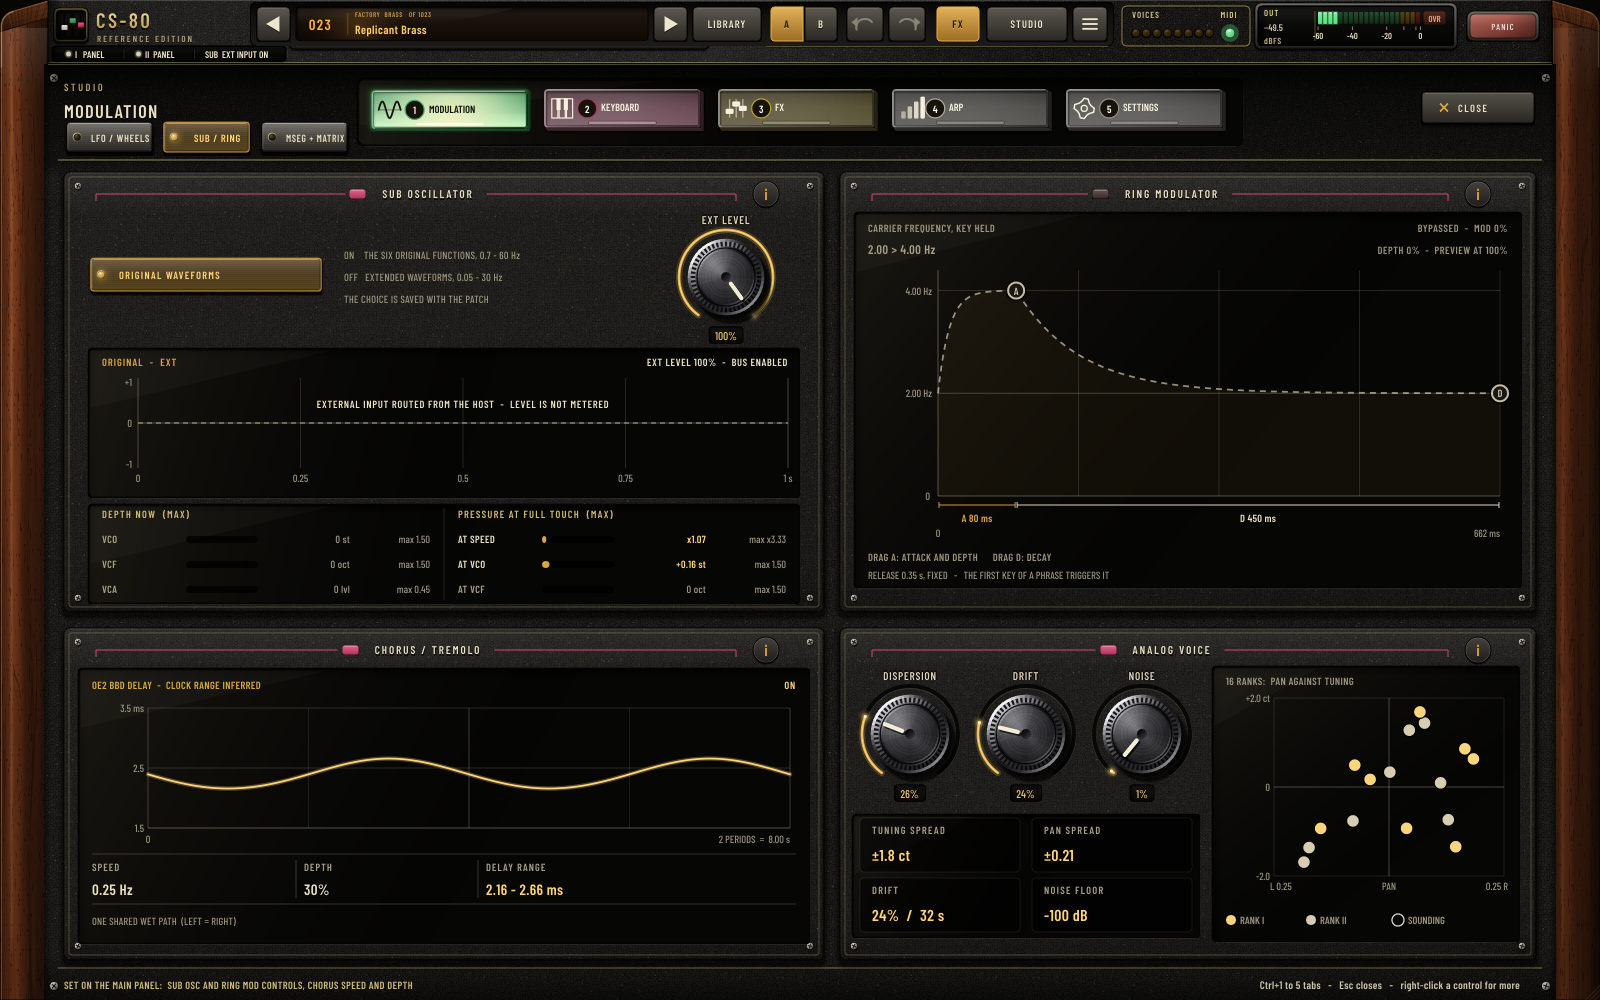 CS-80
REFERENCE EDITION
023
FACTORY BRASS OF 1023
Replicant Brass
LIBRARY
A
B
FX
STUDIO
VOICES
MIDI
OUT
-49.5
dBFS
-60 -40 -20 0
OVR
PANIC
I PANEL
II PANEL
SUB EXT INPUT ON
STUDIO
MODULATION
LFO / WHEELS
SUB / RING
MSEG + MATRIX
1 MODULATION
2 KEYBOARD
3 FX
4 ARP
5 SETTINGS
CLOSE
SUB OSCILLATOR
i
ORIGINAL WAVEFORMS
ON THE SIX ORIGINAL FUNCTIONS, 0.7 - 60 Hz
OFF EXTENDED WAVEFORMS, 0.05 - 30 Hz
THE CHOICE IS SAVED WITH THE PATCH
EXT LEVEL
100%
ORIGINAL - EXT
EXT LEVEL 100% - BUS ENABLED
+1
EXTERNAL INPUT ROUTED FROM THE HOST - LEVEL IS NOT METERED
0
-1
0 0.25 0.5 0.75 1 s
DEPTH NOW (MAX)
VCO 0 st max 1.50
VCF 0 oct max 1.50
VCA 0 lvl max 0.45
PRESSURE AT FULL TOUCH (MAX)
AT SPEED x1.07 max x3.33
AT VCO +0.16 st max 1.50
AT VCF 0 oct max 1.50
RING MODULATOR
i
CARRIER FREQUENCY, KEY HELD
BYPASSED - MOD 0%
2.00 > 4.00 Hz
DEPTH 0% - PREVIEW AT 100%
4.00 Hz
A
2.00 Hz
D
0
A 80 ms
D 450 ms
0
662 ms
DRAG A: ATTACK AND DEPTH DRAG D: DECAY
RELEASE 0.35 s, FIXED - THE FIRST KEY OF A PHRASE TRIGGERS IT
CHORUS / TREMOLO
i
OE2 BBD DELAY - CLOCK RANGE INFERRED
ON
3.5 ms
2.5
1.5
0
2 PERIODS = 8.00 s
SPEED
0.25 Hz
DEPTH
30%
DELAY RANGE
2.16 - 2.66 ms
ONE SHARED WET PATH (LEFT = RIGHT)
ANALOG VOICE
i
DISPERSION
26%
DRIFT
24%
NOISE
1%
TUNING SPREAD
±1.8 ct
PAN SPREAD
±0.21
DRIFT
24% / 32 s
NOISE FLOOR
-100 dB
16 RANKS: PAN AGAINST TUNING
+2.0 ct
0
-2.0
L 0.25 PAN 0.25 R
RANK I
RANK II
SOUNDING
SET ON THE MAIN PANEL: SUB OSC AND RING MOD CONTROLS, CHORUS SPEED AND DEPTH
Ctrl+1 to 5 tabs - Esc closes - right-click a control for more